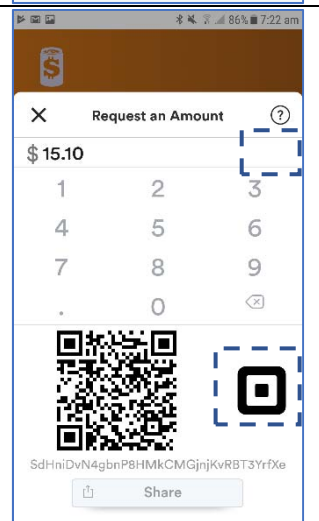 86% 7:22 am
$
Request an Amount ?
$ 15.10
1 2 3
4 5 6
7 8 9
. 0
SdHniDvN4gbnP8HMkCMGjnjKvRBT3YrfXe
Share